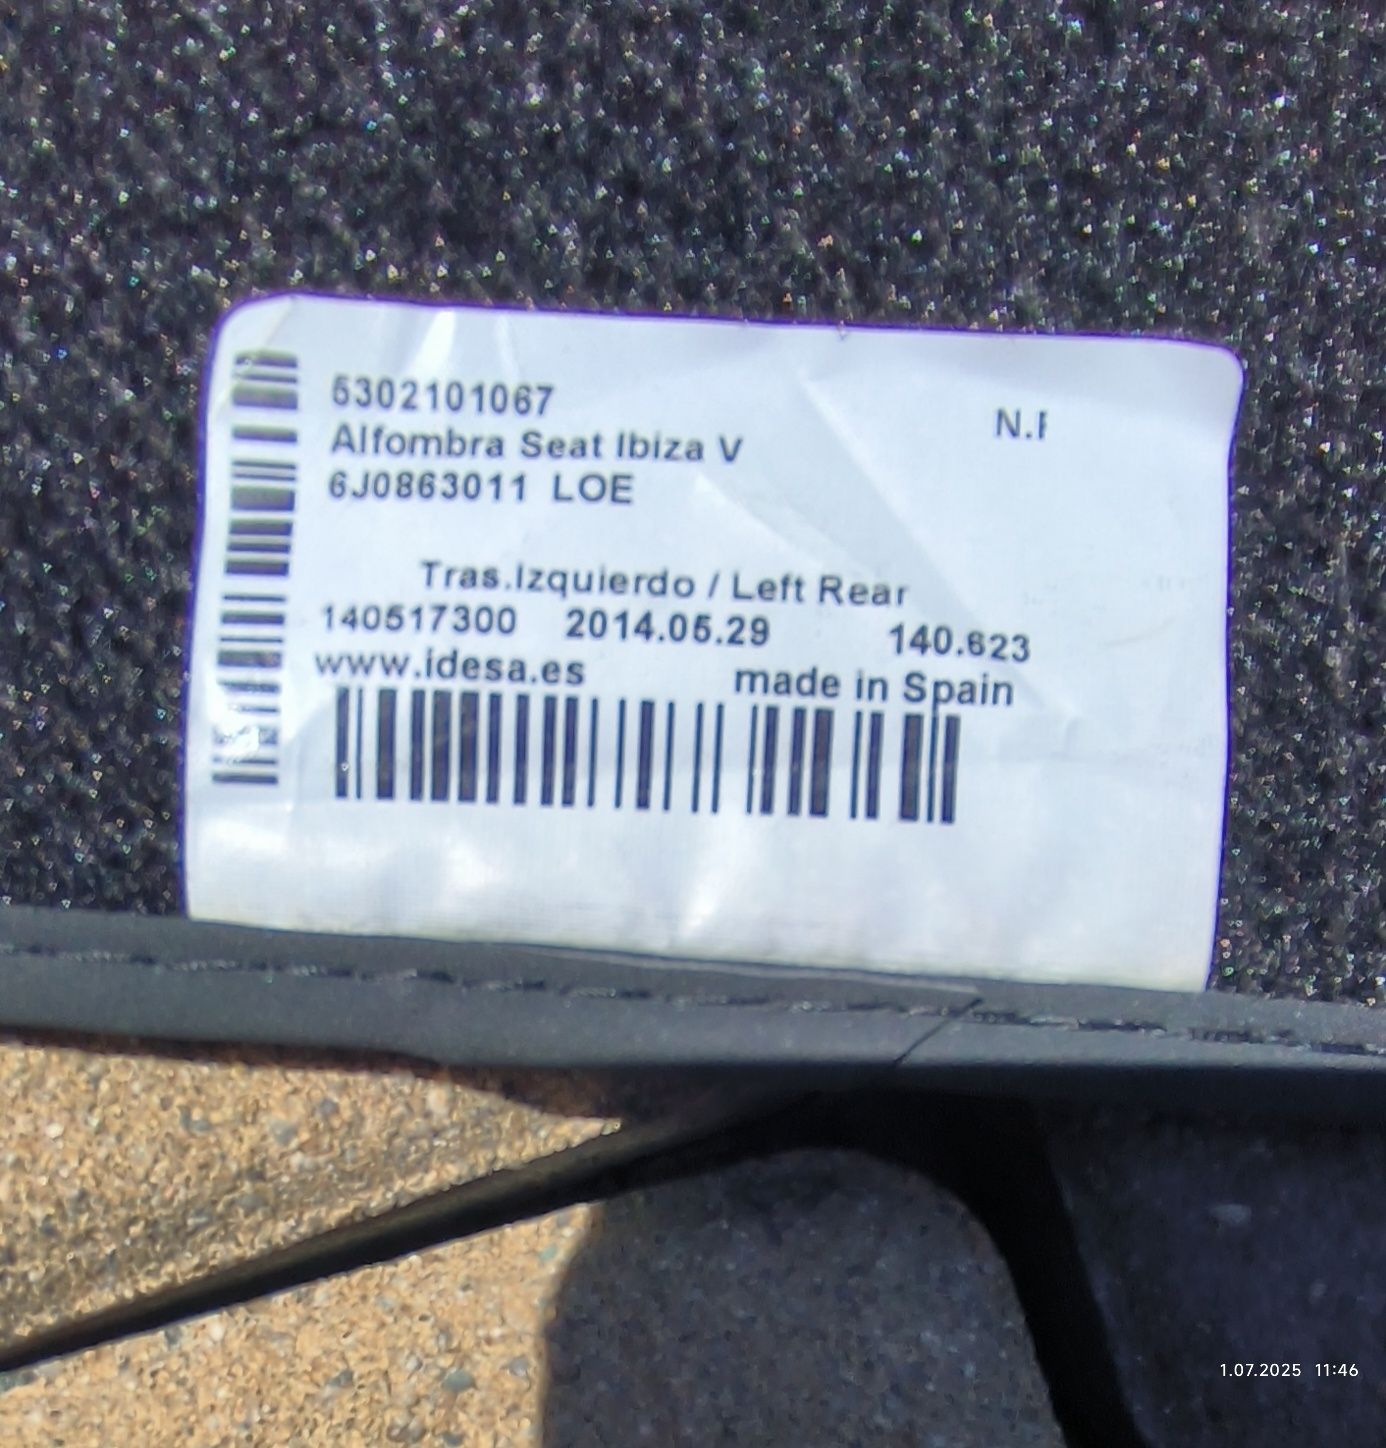 5302101067
N.F
Alfombra Seat Ibiza V
6J0863011 LOE
Tras.Izquierdo / Left Rear
140517300 2014.05.29 140.623
www.idesa.es made in Spain
1.07.2025 11:46